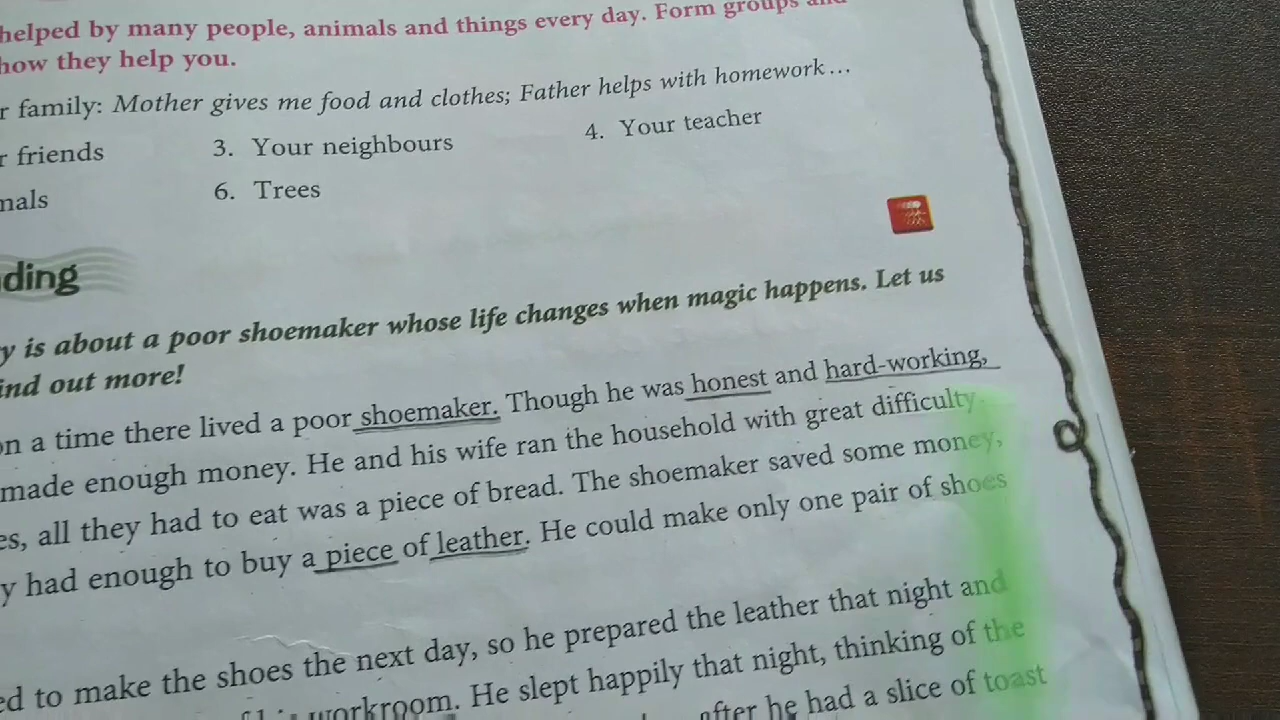 helped by many people, animals and things every day. Form groups and
how they help you.
r family: Mother gives me food and clothes; Father helps with homework...
r friends 3. Your neighbours 4. Your teacher
nals 6. Trees
ding
y is about a poor shoemaker whose life changes when magic happens. Let us
ind out more!
on a time there lived a poor shoemaker. Though he was honest and hard-working,
made enough money. He and his wife ran the household with great difficulty.
es, all they had to eat was a piece of bread. The shoemaker saved some money,
y had enough to buy a piece of leather. He could make only one pair of shoes
ed to make the shoes the next day, so he prepared the leather that night and
workroom. He slept happily that night, thinking of the
after he had a slice of toast